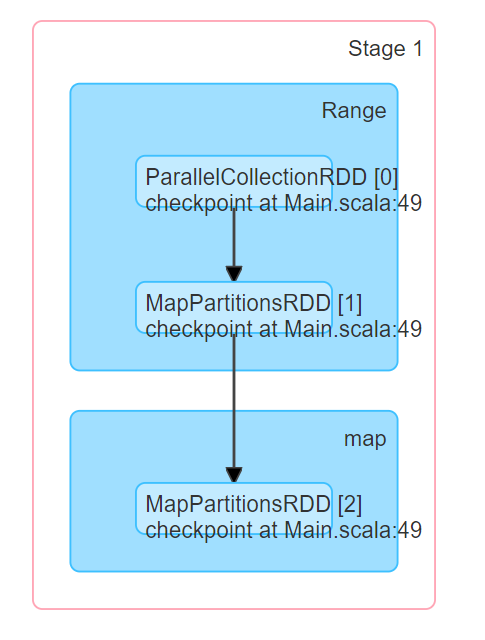 Stage 1
Range
ParallelCollectionRDD [0]
checkpoint at Main.scala:49
MapPartitionsRDD [1]
checkpoint at Main.scala:49
map
MapPartitionsRDD [2]
checkpoint at Main.scala:49